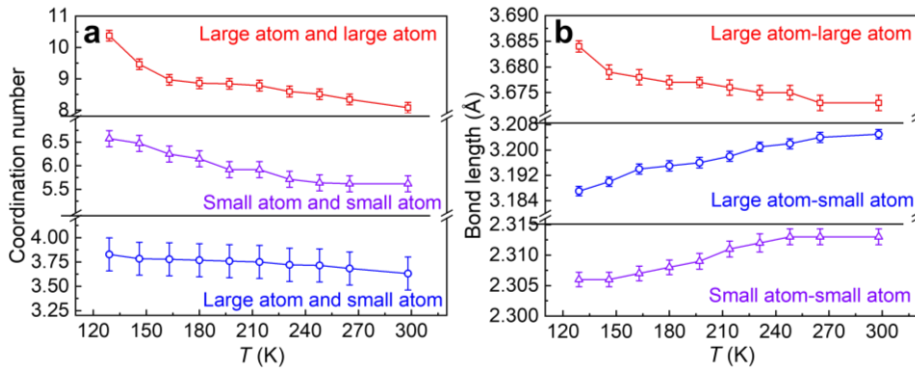 a
Large atom and large atom
Small atom and small atom
Large atom and small atom
Coordination number
11
10
9
8
6.5
6.0
5.5
4.00
3.75
3.50
3.25
120 150 180 210 240 270 300
T (K)
b
Large atom-large atom
Large atom-small atom
Small atom-small atom
Bond length (Å)
3.690
3.685
3.680
3.675
3.208
3.200
3.192
3.184
2.315
2.310
2.305
2.300
120 150 180 210 240 270 300
T (K)